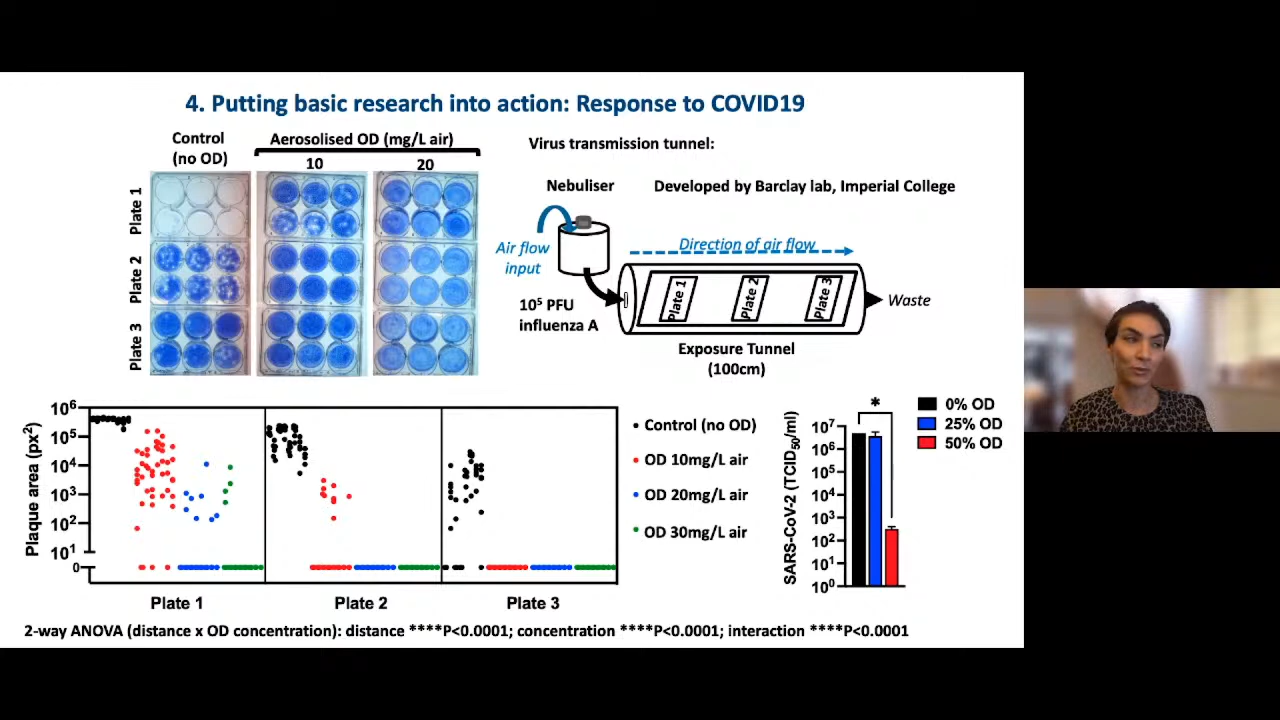 4. Putting basic research into action: Response to COVID19
Control
(no OD)
Aerosolised OD (mg/L air)
10
20
Plate 1
Plate 2
Plate 3
Virus transmission tunnel:
Nebuliser
Developed by Barclay lab, Imperial College
Air flow
input
Direction of air flow
10⁵ PFU
influenza A
Plate 1
Plate 2
Plate 3
Waste
Exposure Tunnel
(100cm)
Plaque area (px²)
10⁶
10⁵
10⁴
10³
10²
10¹
0
Plate 1
Plate 2
Plate 3
Control (no OD)
OD 10mg/L air
OD 20mg/L air
OD 30mg/L air
SARS-CoV-2 (TCID₅₀/ml)
10⁷
10⁶
10⁵
10⁴
10³
10²
10¹
10⁰
*
0% OD
25% OD
50% OD
2-way ANOVA (distance x OD concentration): distance ****P<0.0001; concentration ****P<0.0001; interaction ****P<0.0001